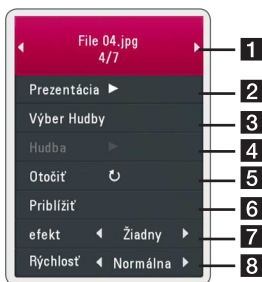 File 04.jpg
4/7
1
Prezentácia
2
Výber Hudby
3
Hudba
4
Otočiť
5
Priblížiť
6
efekt Žiadny
7
Rýchlosť Normálna
8